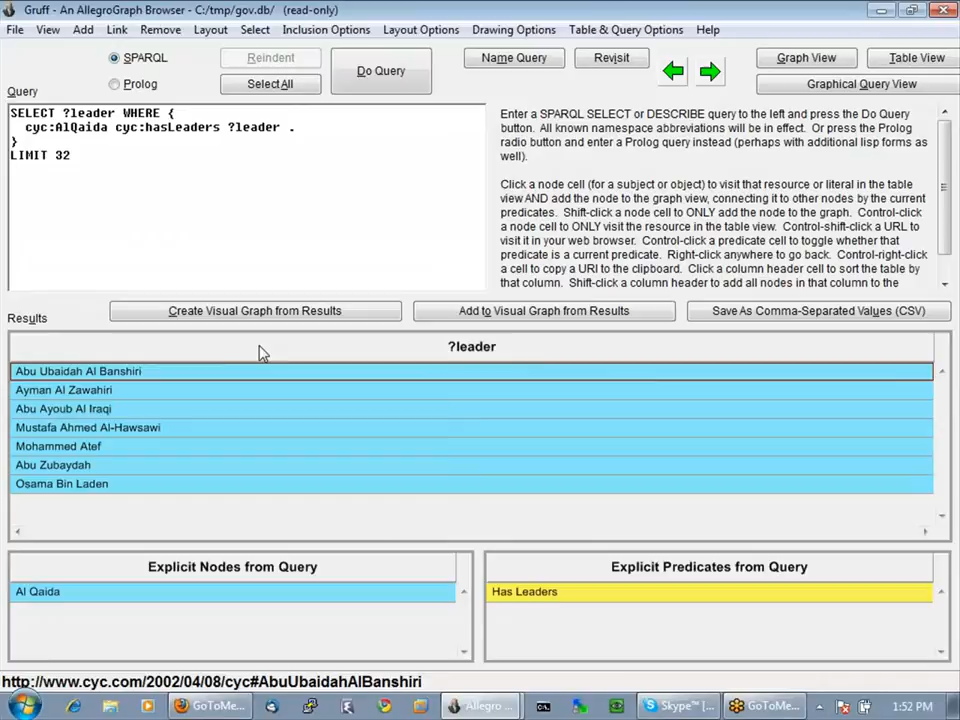 Gruff - An AllegroGraph Browser - C:/tmp/gov.db/   (read-only)
File View Add Link Remove Layout Select Inclusion Options Layout Options Drawing Options Table & Query Options Help
SPARQL Reindent Do Query Name Query Revisit Graph View Table View
Query Prolog Select All Graphical Query View
SELECT ?leader WHERE {
cyc:AlQaida cyc:hasLeaders ?leader .
}
LIMIT 32
Enter a SPARQL SELECT or DESCRIBE query to the left and press the Do Query
button.  All known namespace abbreviations will be in effect.  Or press the Prolog
radio button and enter a Prolog query instead (perhaps with additional lisp forms as
well).
Click a node cell (for a subject or object) to visit that resource or literal in the table
view AND add the node to the graph view, connecting it to other nodes by the current
predicates.  Shift-click a node cell to ONLY add the node to the graph.  Control-click
a node cell to ONLY visit the resource in the table view.  Control-shift-click a URL to
visit it in your web browser.  Control-click a predicate cell to toggle whether that
predicate is a current predicate.  Right-click anywhere to go back.  Control-right-click
a cell to copy a URI to the clipboard.  Click a column header cell to sort the table by
that column.  Shift-click a column header to add all nodes in that column to the
Results Create Visual Graph from Results Add to Visual Graph from Results Save As Comma-Separated Values (CSV)
?leader
Abu Ubaidah Al Banshiri
Ayman Al Zawahiri
Abu Ayoub Al Iraqi
Mustafa Ahmed Al-Hawsawi
Mohammed Atef
Abu Zubaydah
Osama Bin Laden
Explicit Nodes from Query
Al Qaida
Explicit Predicates from Query
Has Leaders
http://www.cyc.com/2002/04/08/cyc#AbuUbaidahAlBanshiri
GoToMe... Allegro ... Skype™ [... GoToMe... 1:52 PM